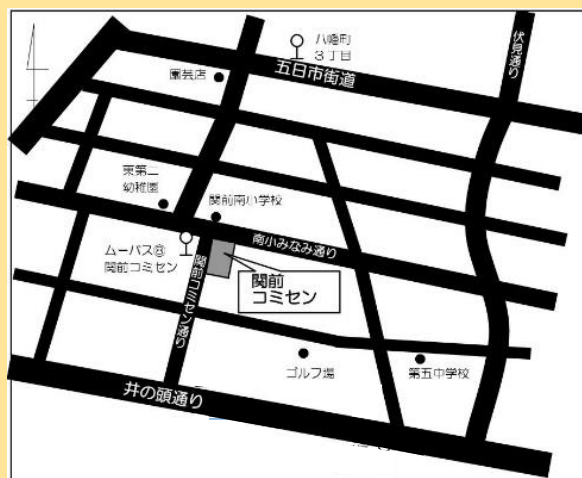 八幡町
3丁目
五日市街道
伏見通り
園芸店
東第二
幼稚園
関前南小学校
南小みなみ通り
ムーバス
関前コミセン
関前コミセン通り
関前
コミセン
ゴルフ場
第五中学校
井の頭通り